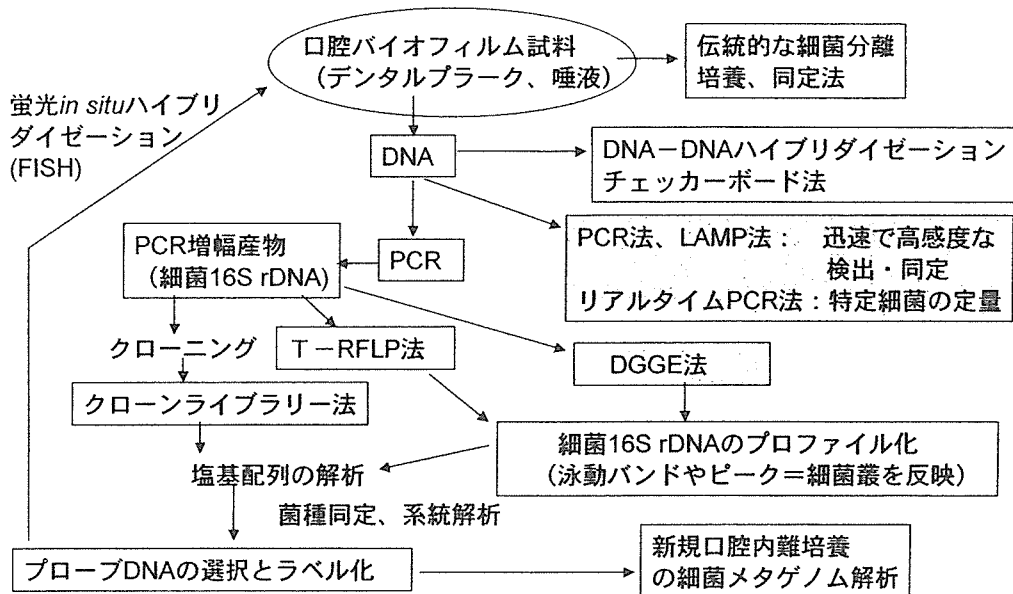 口腔バイオフィルム試料
（デンタルプラーク、唾液）
伝統的な細菌分離
培養、同定法
蛍光in situハイブリ
ダイゼーション
(FISH)
DNA
DNA－DNAハイブリダイゼーション
チェッカーボード法
PCR法、LAMP法： 迅速で高感度な
検出・同定
リアルタイムPCR法：特定細菌の定量
PCR増幅産物
（細菌16S rDNA)
PCR
クローニング
T－RFLP法
DGGE法
クローンライブラリー法
細菌16S rDNAのプロファイル化
（泳動バンドやピーク＝細菌叢を反映）
塩基配列の解析
菌種同定、系統解析
プローブDNAの選択とラベル化
新規口腔内難培養
の細菌メタゲノム解析